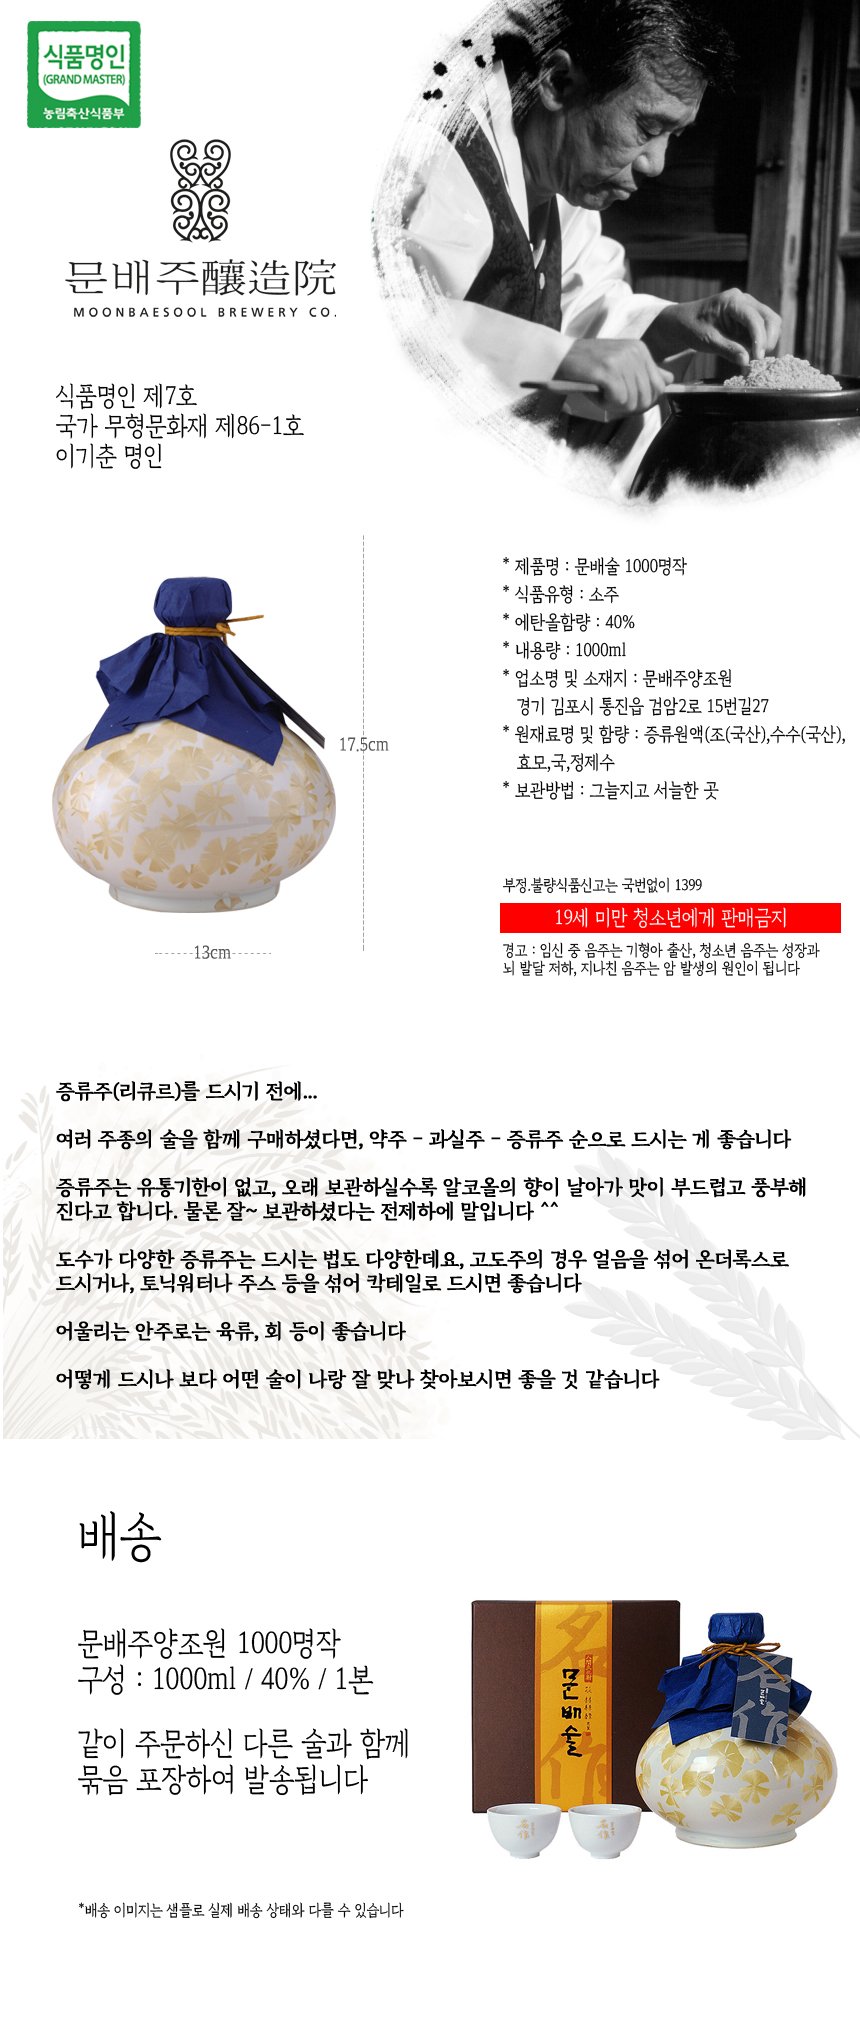 식품명인
(GRAND MASTER)
농림축산식품부
문배주釀造院
MOONBAESOOL BREWERY CO.
식품명인 제7호
국가 무형문화재 제86-1호
이기춘 명인
* 제품명 : 문배술 1000명작
* 식품유형 : 소주
* 에탄올함량 : 40%
* 내용량 : 1000ml
* 업소명 및 소재지 : 문배주양조원
경기 김포시 통진읍 검암2로 15번길27
* 원재료명 및 함량 : 증류원액(조(국산),수수(국산),
효모,국,정제수
* 보관방법 : 그늘지고 서늘한 곳
17.5cm
13cm
부정.불량식품신고는 국번없이 1399
19세 미만 청소년에게 판매금지
경고 : 임신 중 음주는 기형아 출산, 청소년 음주는 성장과
뇌 발달 저하, 지나친 음주는 암 발생의 원인이 됩니다
증류주(리큐르)를 드시기 전에...
여러 주종의 술을 함께 구매하셨다면, 약주 - 과실주 - 증류주 순으로 드시는 게 좋습니다
증류주는 유통기한이 없고, 오래 보관하실수록 알코올의 향이 날아가 맛이 부드럽고 풍부해
진다고 합니다. 물론 잘~ 보관하셨다는 전제하에 말입니다 ^^
도수가 다양한 증류주는 드시는 법도 다양한데요, 고도주의 경우 얼음을 섞어 온더록스로
드시거나, 토닉워터나 주스 등을 섞어 칵테일로 드시면 좋습니다
어울리는 안주로는 육류, 회 등이 좋습니다
어떻게 드시나 보다 어떤 술이 나랑 잘 맞나 찾아보시면 좋을 것 같습니다
배송
문배주양조원 1000명작
구성 : 1000ml / 40% / 1본
같이 주문하신 다른 술과 함께
묶음 포장하여 발송됩니다
名作
문배술
名作
名作
名作
*배송 이미지는 샘플로 실제 배송 상태와 다를 수 있습니다